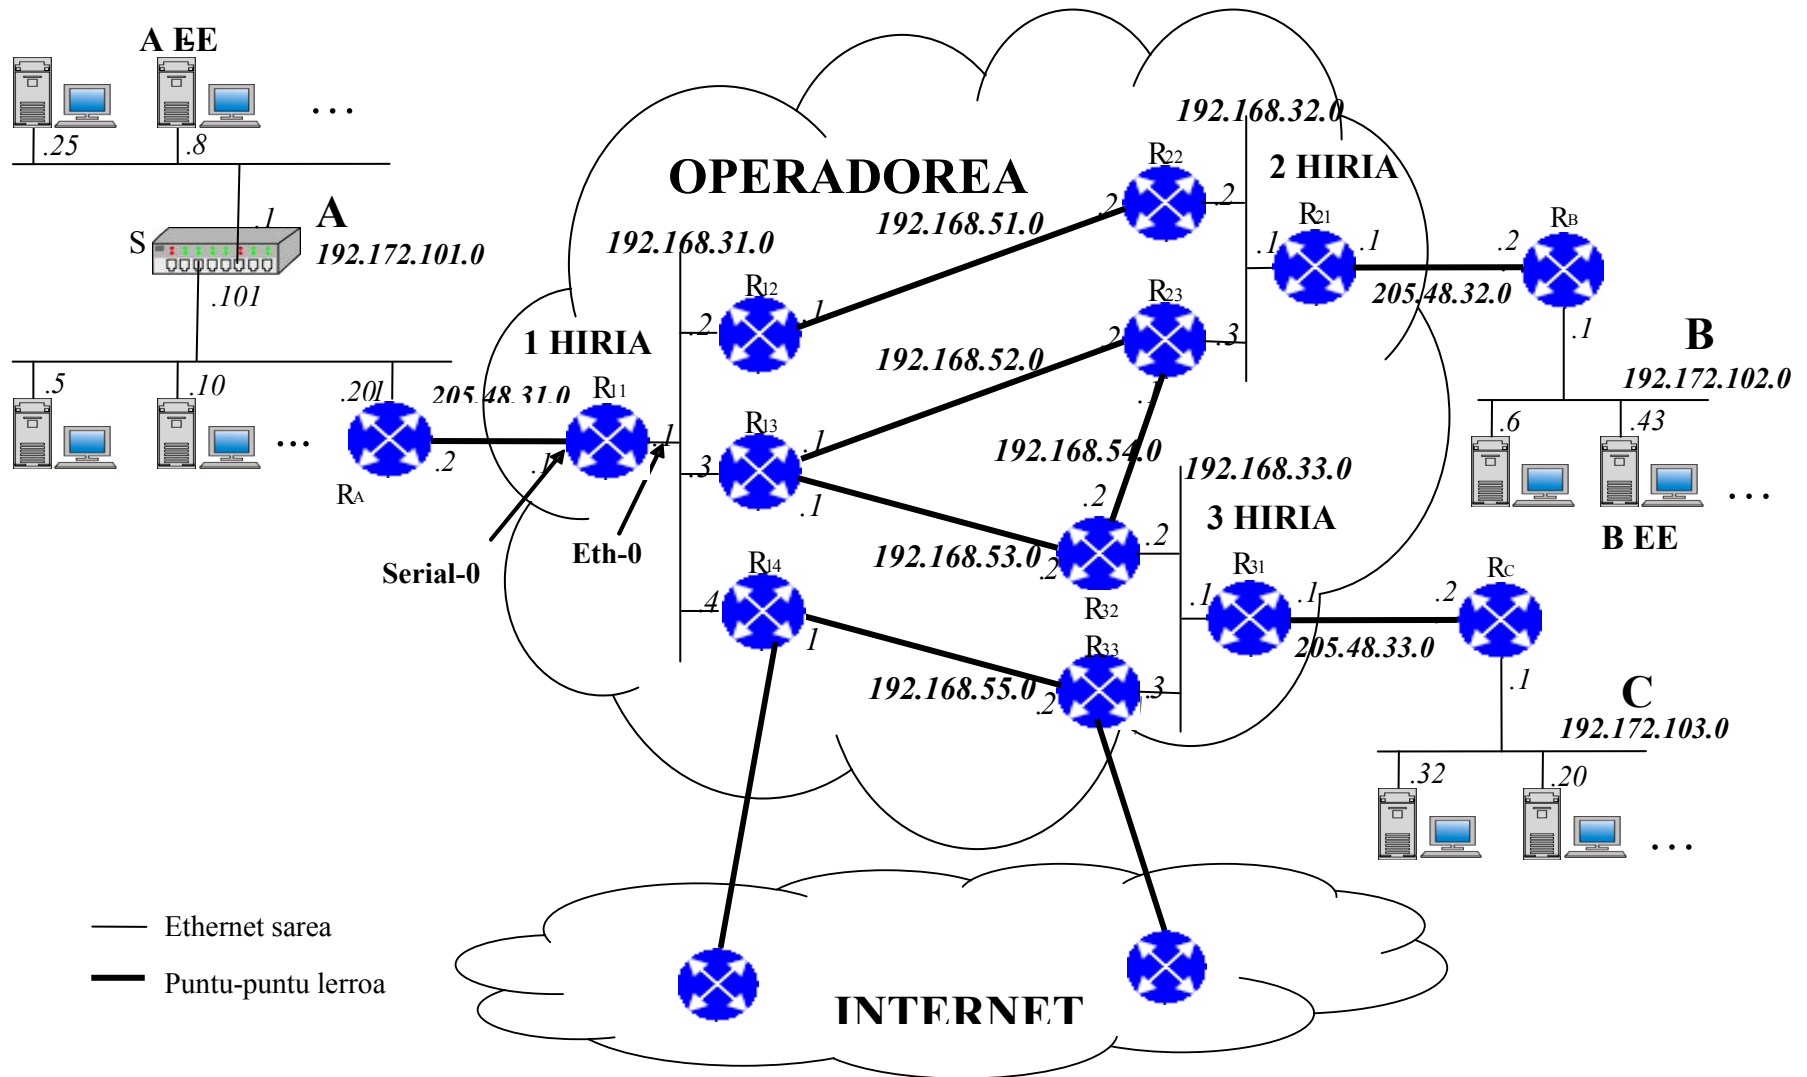 A EE
.25
.8
...
A
.1
S
192.172.101.0
.101
.5
.10
.201
...
205.48.31.0
.2
RA
OPERADOREA
192.168.31.0
1 HIRIA
R11
.1
.1
Serial-0
Eth-0
R12
.2
.1
R13
.3
.1
.1
R14
.4
1
192.168.51.0
192.168.52.0
192.168.53.0
192.168.54.0
192.168.55.0
192.168.32.0
2 HIRIA
R22
.2
.2
R23
.2
.3
.1
R21
.1
.1
205.48.32.0
.2
RB
.1
B
192.172.102.0
.6
.43
...
B EE
192.168.33.0
3 HIRIA
.2
.2
.2
R32
R33
.2
.3
R31
.1
.1
205.48.33.0
.2
RC
.1
C
192.172.103.0
.32
.20
...
Ethernet sarea
Puntu-puntu lerroa
INTERNET